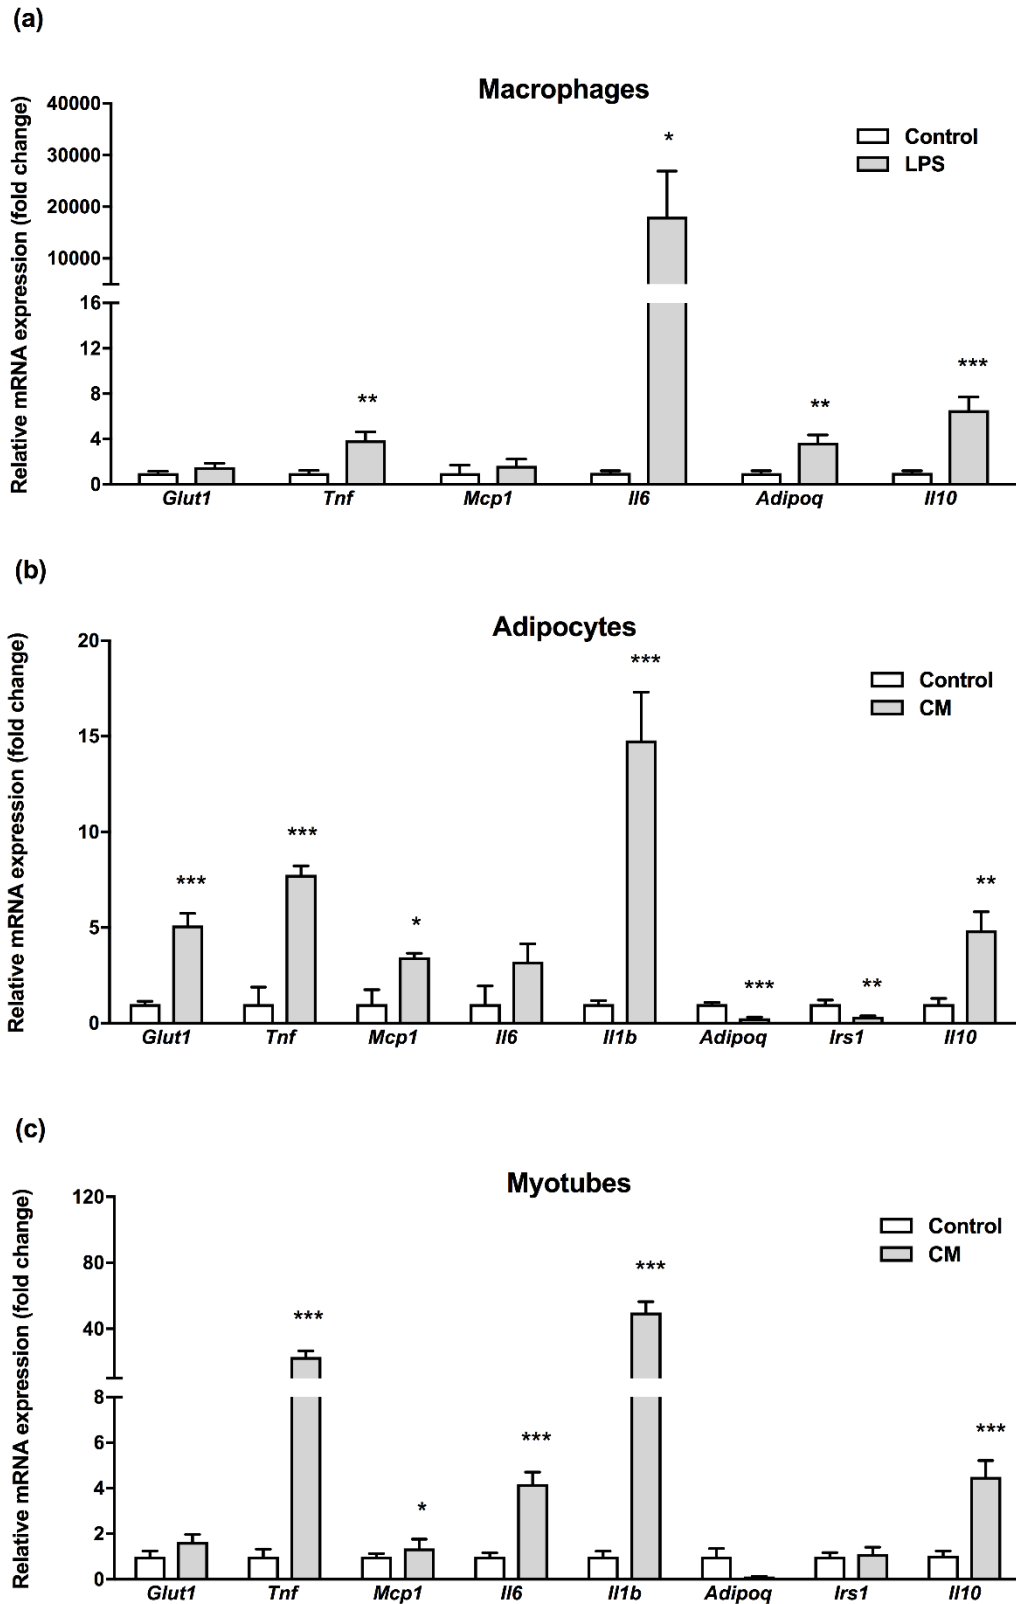 (a)
Macrophages
Relative mRNA expression (fold change)
40000
30000
20000
10000
16
12
8
4
0
Control
LPS
**
*
**
***
Glut1 Tnf Mcp1 Il6 Adipoq Il10
(b)
Adipocytes
Relative mRNA expression (fold change)
20
15
10
5
0
Control
CM
***
***
*
***
***
**
**
Glut1 Tnf Mcp1 Il6 Il1b Adipoq Irs1 Il10
(c)
Myotubes
Relative mRNA expression (fold change)
120
80
40
8
6
4
2
0
Control
CM
***
*
***
***
***
Glut1 Tnf Mcp1 Il6 Il1b Adipoq Irs1 Il10